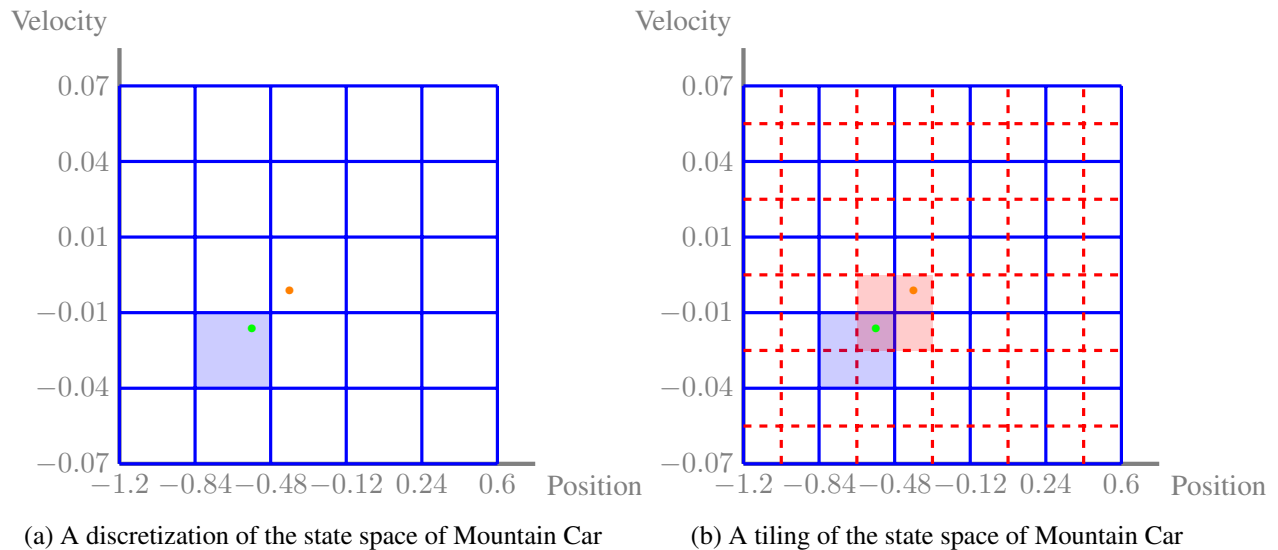 Velocity
0.07
0.04
0.01
−0.01
−0.04
−0.07
−1.2 −0.84 −0.48 −0.12 0.24 0.6
Position
(a) A discretization of the state space of Mountain Car
Velocity
0.07
0.04
0.01
−0.01
−0.04
−0.07
−1.2 −0.84 −0.48 −0.12 0.24 0.6
Position
(b) A tiling of the state space of Mountain Car